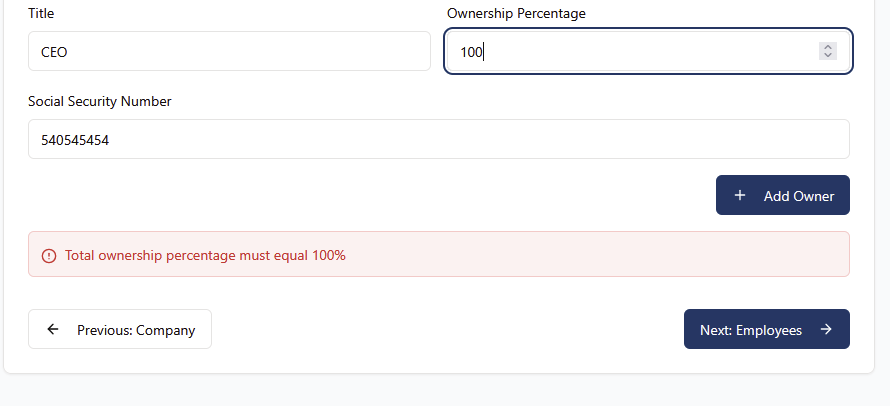 Title
Ownership Percentage
CEO
100
Social Security Number
540545454
Add Owner
Total ownership percentage must equal 100%
Previous: Company
Next: Employees